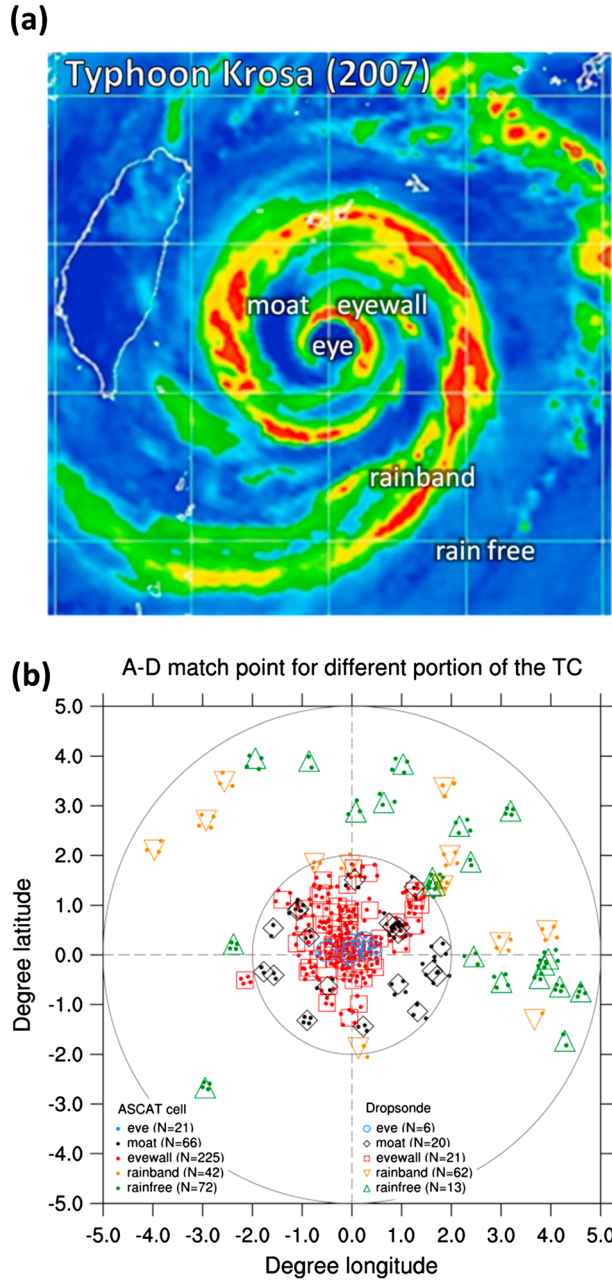 (a)
Typhoon Krosa (2007)
moat eyewall
eye
rainband
rain free
(b)
A-D match point for different portion of the TC
5.0
4.0
3.0
2.0
1.0
0.0
-1.0
-2.0
-3.0
-4.0
-5.0
Degree latitude
ASCAT cell
eye (N=21)
moat (N=66)
eyewall (N=225)
rainband (N=42)
rainfree (N=72)
Dropsonde
eye (N=6)
moat (N=20)
eyewall (N=21)
rainband (N=62)
rainfree (N=13)
-5.0 -4.0 -3.0 -2.0 -1.0 0.0 1.0 2.0 3.0 4.0 5.0
Degree longitude